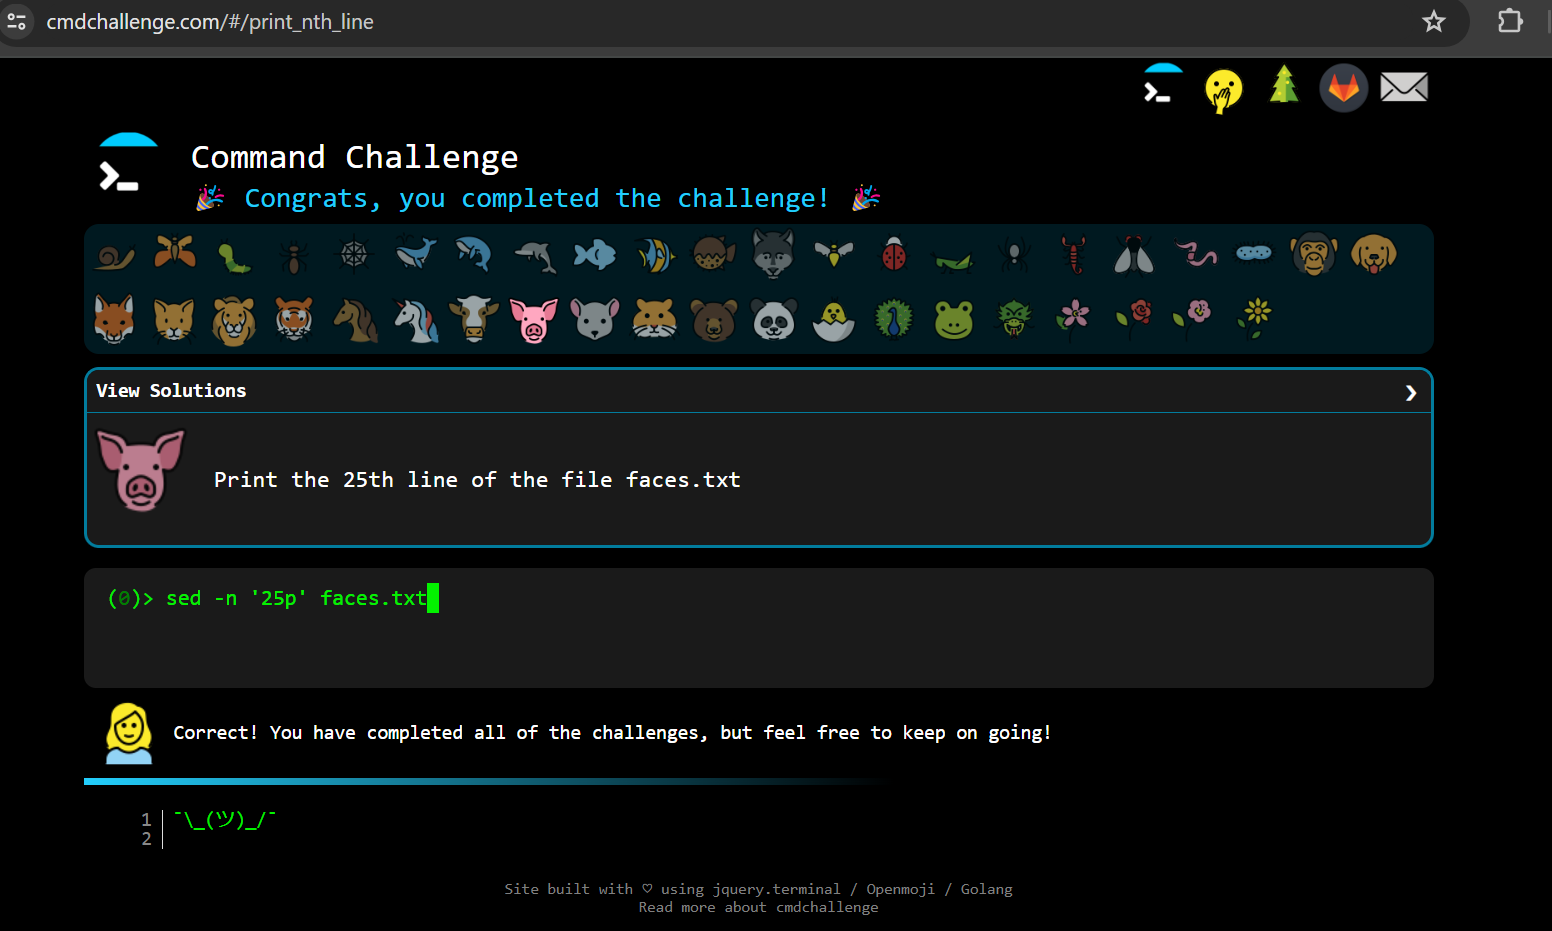 cmdchallenge.com/#/print_nth_line
Command Challenge
🎉 Congrats, you completed the challenge! 🎉
View Solutions ❯
Print the 25th line of the file faces.txt
(0)> sed -n '25p' faces.txt
Correct! You have completed all of the challenges, but feel free to keep on going!
1 ¯\_(ツ)_/¯
2
Site built with ♡ using jquery.terminal / Openmoji / Golang
Read more about cmdchallenge